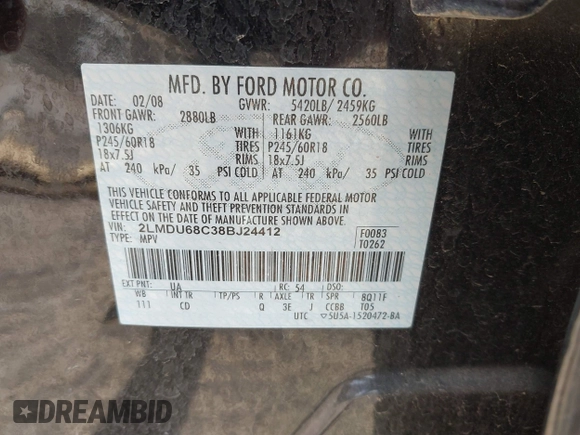 MFD. BY FORD MOTOR CO.
DATE: 02/08 GVWR: 5420LB/ 2459KG
FRONT GAWR: 2880LB REAR GAWR: 2560LB
1306KG WITH 1161KG WITH
P245/60R18 TIRES P245/60R18 TIRES
18x7.5J RIMS 18x7.5J RIMS
AT 240 kPa/ 35 PSI COLD AT 240 kPa/ 35 PSI COLD
THIS VEHICLE CONFORMS TO ALL APPLICABLE FEDERAL MOTOR
VEHICLE SAFETY AND THEFT PREVENTION STANDARDS
IN EFFECT ON THE DATE OF MANUFACTURE SHOWN ABOVE.
VIN: 2LMDU68C38BJ24412 F0083
TYPE: MPV T0262
EXT PNT: UA RC: 54 DSO:
WB INT TR TP/PS R AXLE TR SPR 8Q11F
111 CD Q 3E J CCBB T05
UTC ▽5U5A-1520472-BA
DREAMBID